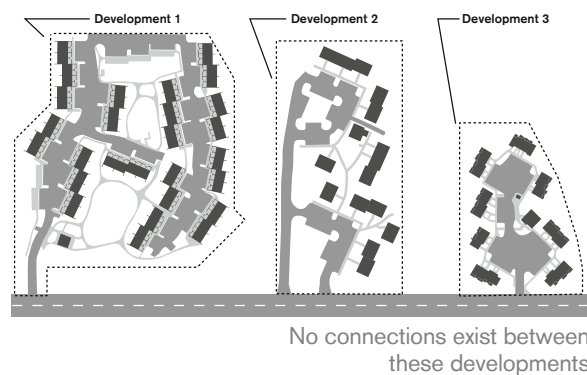 Development 1
Development 2
Development 3
No connections exist between
these developments